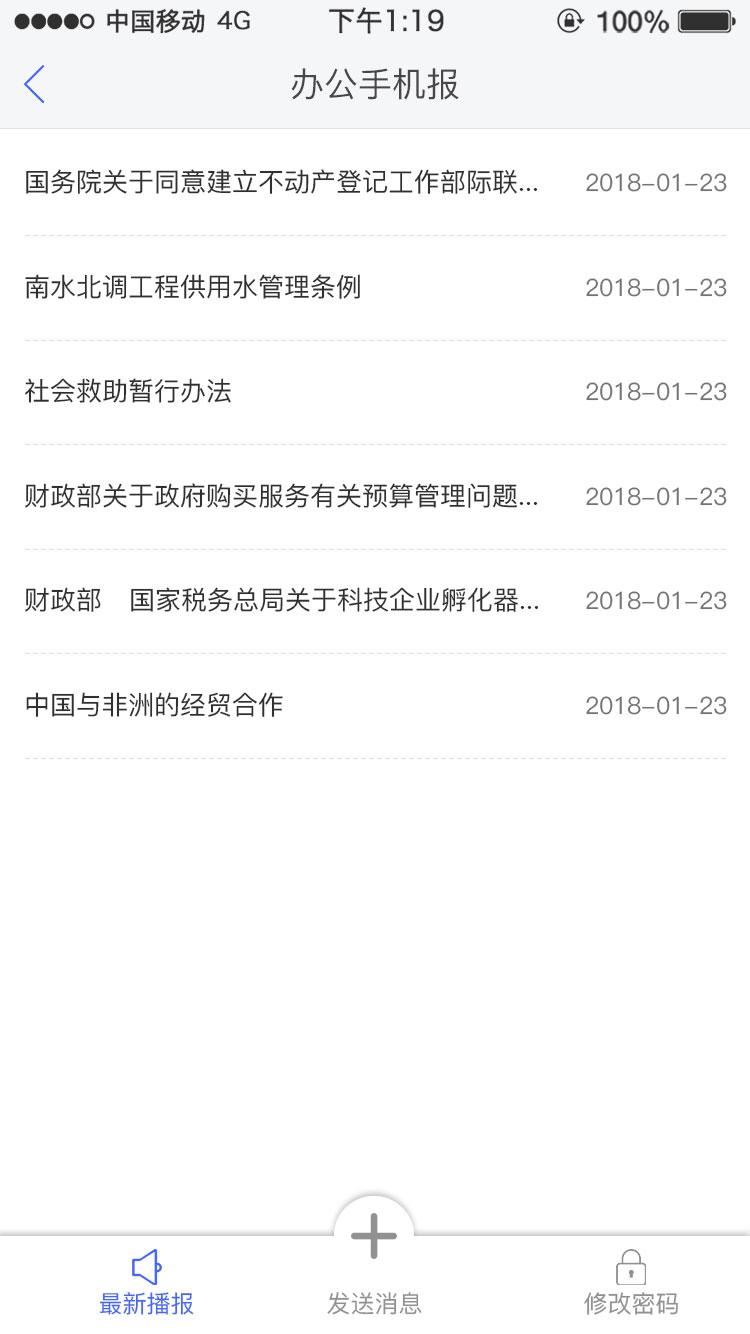 中国移动 4G 下午1:19 100%
办公手机报
国务院关于同意建立不动产登记工作部际联... 2018-01-23
南水北调工程供用水管理条例 2018-01-23
社会救助暂行办法 2018-01-23
财政部关于政府购买服务有关预算管理问题... 2018-01-23
财政部　国家税务总局关于科技企业孵化器... 2018-01-23
中国与非洲的经贸合作 2018-01-23
最新播报 发送消息 修改密码